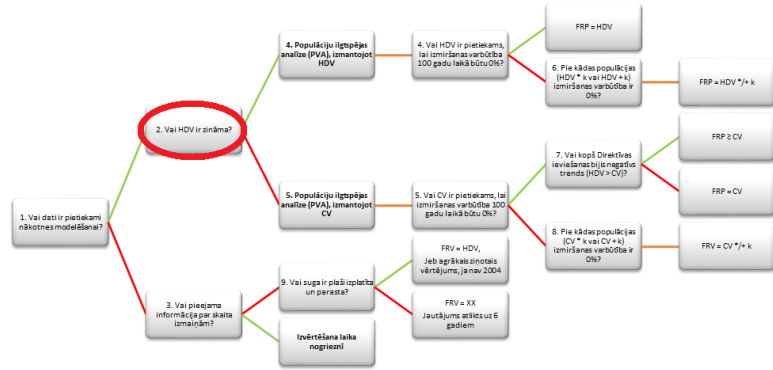 1. Vai dati ir pietiekami
nākotnes modelēšanai?
2. Vai HDV ir zināma?
3. Vai pieejama
informācija par skaita
izmaiņām?
4. Populāciju ilgtspējas
analīze (PVA), izmantojot
HDV
4. Vai HDV ir pietiekams,
lai izmiršanas varbūtība
100 gadu laikā būtu 0%?
FRP = HDV
6. Pie kādas populācijas
(HDV * k vai HDV + k)
izmiršanas varbūtība ir
0%?
FRP = HDV */+ k
5. Populāciju ilgtspējas
analīze (PVA), izmantojot
CV
5. Vai CV ir pietiekams, lai
izmiršanas varbūtība 100
gadu laikā būtu 0%?
7. Vai kopš Direktīvas
ieviešanas bijis negatīvs
trends (HDV > CV)?
FRP ≥ CV
FRP = CV
8. Pie kādas populācijas
(CV * k vai CV + k)
izmiršanas varbūtība ir
0%?
FRV = CV */+ k
9. Vai suga ir plaši izplatīta
un parasta?
FRV = HDV,
Jeb agrākais ziņotais
vērtējums, ja nav 2004
FRV = XX
Jautājums atlikts uz 6
gadiem
Izvērtēšana laika
nogrieznī